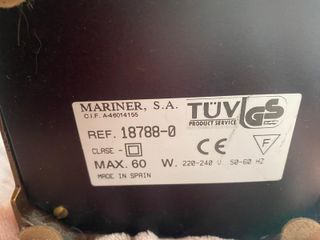 MARINER, S.A.
C.I.F. A-46014155
TÜV GS
PRODUCT SERVICE
REF. 18788-0
CLASE -
CE F
MAX. 60 W. 220-240 V. 50-60 HZ
MADE IN SPAIN